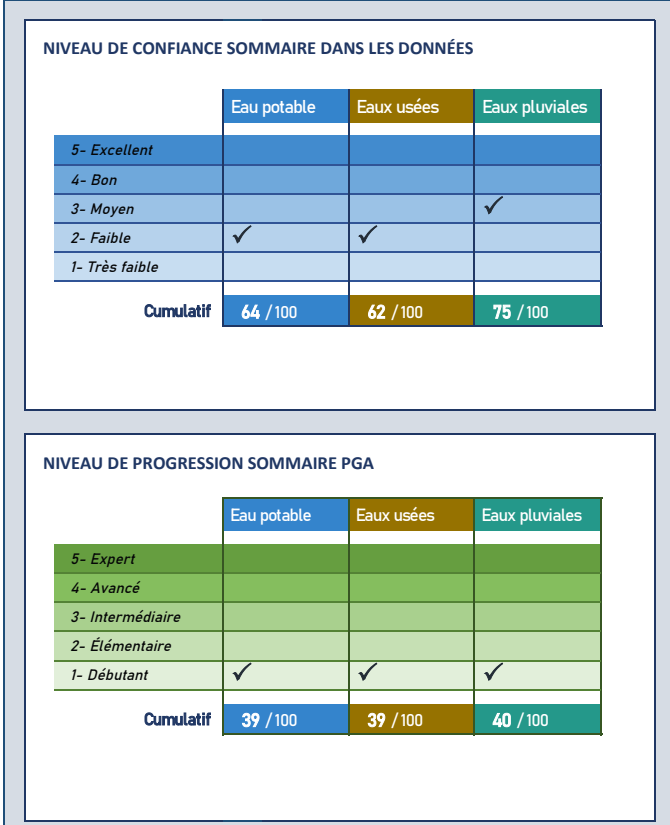 NIVEAU DE CONFIANCE SOMMAIRE DANS LES DONNÉES
Eau potable Eaux usées Eaux pluviales
5- Excellent
4- Bon
3- Moyen ✓
2- Faible ✓ ✓
1- Très faible
Cumulatif 64 /100 62 /100 75 /100
NIVEAU DE PROGRESSION SOMMAIRE PGA
Eau potable Eaux usées Eaux pluviales
5- Expert
4- Avancé
3- Intermédiaire
2- Élémentaire
1- Débutant ✓ ✓ ✓
Cumulatif 39 /100 39 /100 40 /100